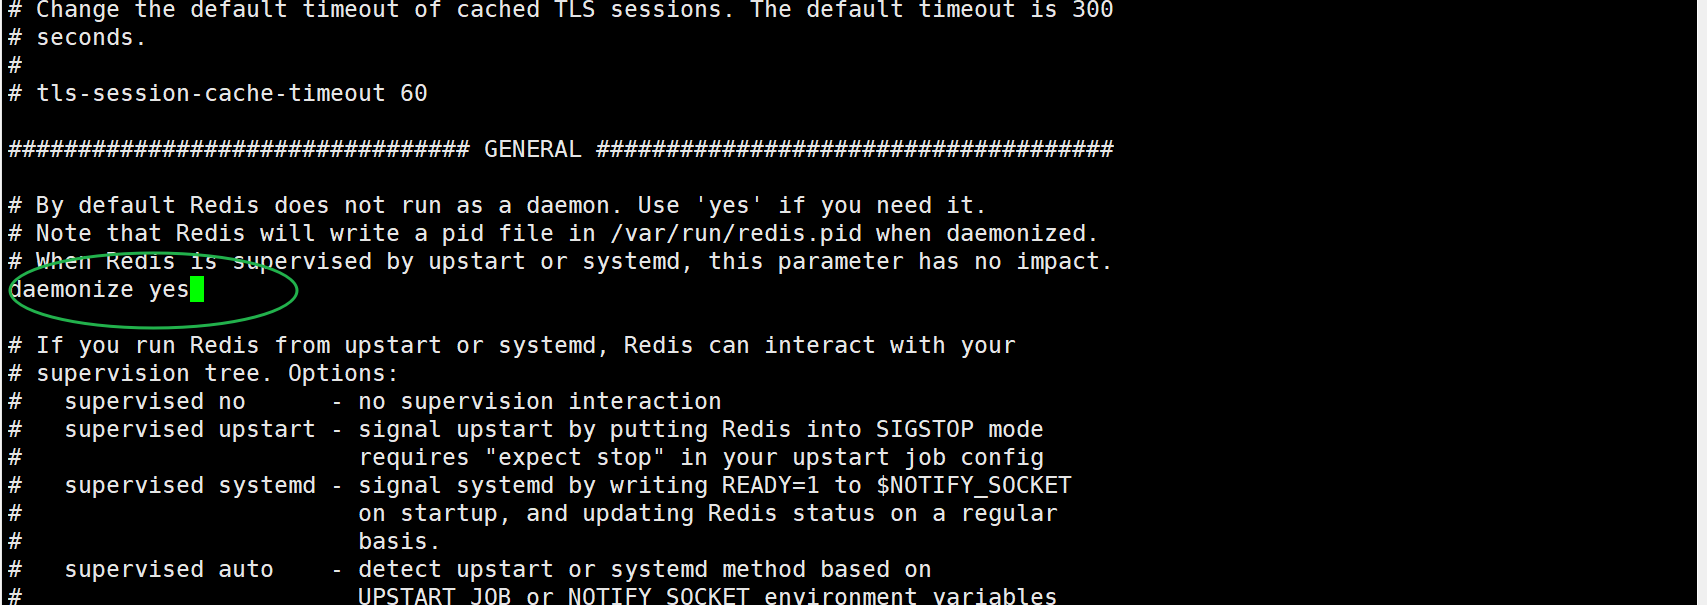 # Change the default timeout of cached TLS sessions. The default timeout is 300
# seconds.
#
# tls-session-cache-timeout 60
################################# GENERAL #####################################
# By default Redis does not run as a daemon. Use 'yes' if you need it.
# Note that Redis will write a pid file in /var/run/redis.pid when daemonized.
# When Redis is supervised by upstart or systemd, this parameter has no impact.
daemonize yes
# If you run Redis from upstart or systemd, Redis can interact with your
# supervision tree. Options:
#   supervised no      - no supervision interaction
#   supervised upstart - signal upstart by putting Redis into SIGSTOP mode
#                        requires "expect stop" in your upstart job config
#   supervised systemd - signal systemd by writing READY=1 to $NOTIFY_SOCKET
#                        on startup, and updating Redis status on a regular
#                        basis.
#   supervised auto    - detect upstart or systemd method based on
#                        UPSTART_JOB or NOTIFY_SOCKET environment variables